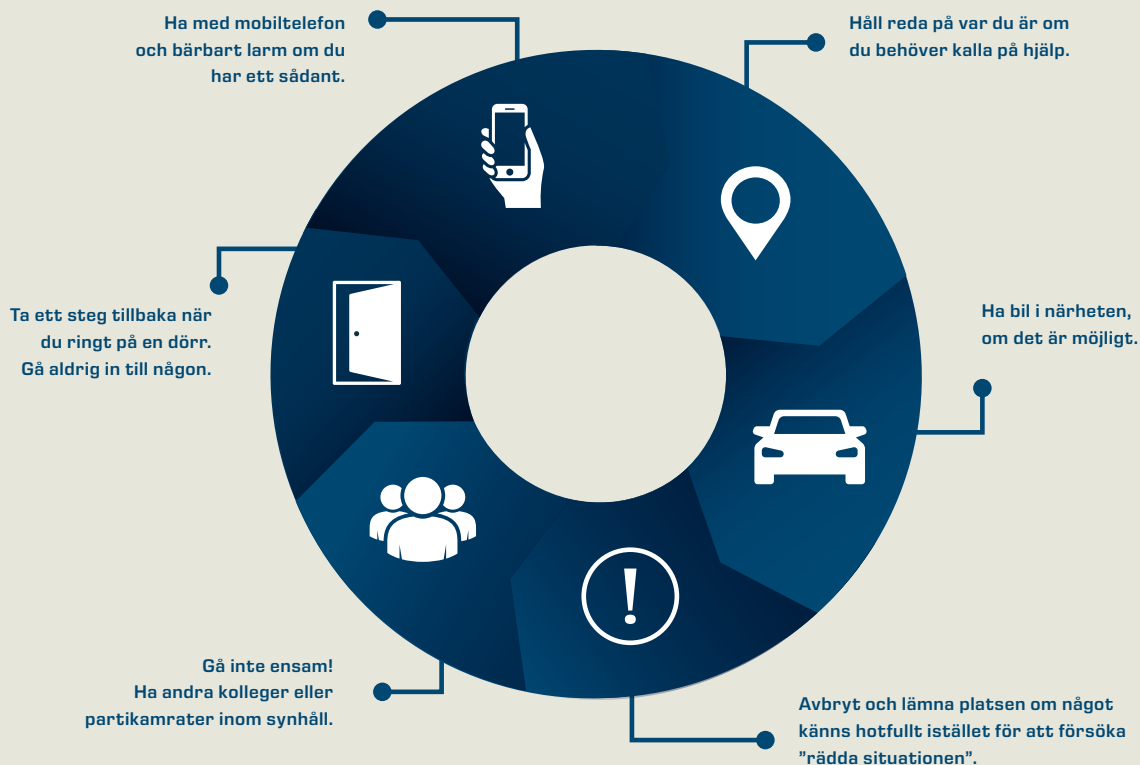 Ha med mobiltelefon
och bärbart larm om du
har ett sådant.
Håll reda på var du är om
du behöver kalla på hjälp.
Ha bil i närheten,
om det är möjligt.
Avbryt och lämna platsen om något
känns hotfullt istället för att försöka
”rädda situationen”.
Gå inte ensam!
Ha andra kolleger eller
partikamrater inom synhåll.
Ta ett steg tillbaka när
du ringt på en dörr.
Gå aldrig in till någon.